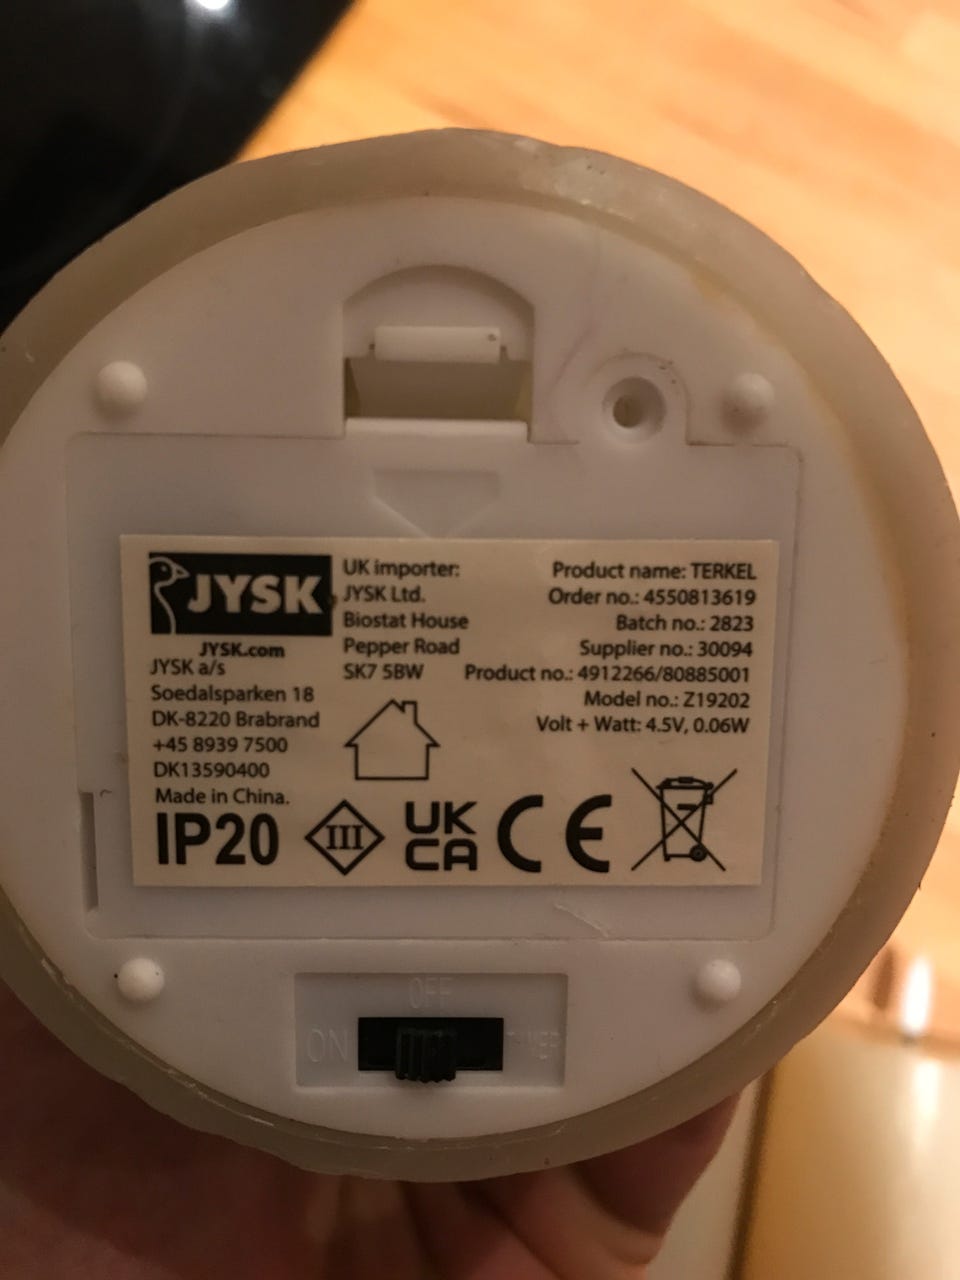 JYSK
JYSK.com
JYSK a/s
Soedalsparken 18
DK-8220 Brabrand
+45 8939 7500
DK13590400
Made in China.
IP20
UK importer:
JYSK Ltd.
Biostat House
Pepper Road
SK7 5BW
Product name: TERKEL
Order no.: 4550813619
Batch no.: 2823
Supplier no.: 30094
Product no.: 4912266/80885001
Model no.: Z19202
Volt + Watt: 4.5V, 0.06W
III
UK
CA
CE
OFF
ON
TIMER